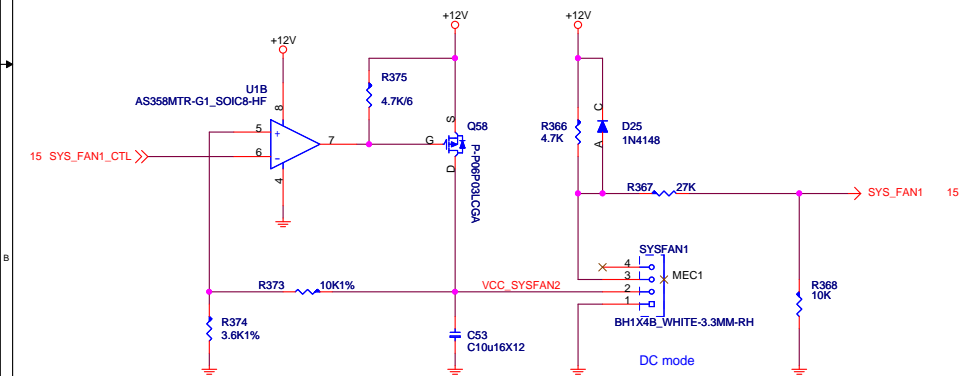 +12V
+12V
+12V
U1B
AS358MTR-G1_SOIC8-HF
8
5
+
6
-
7
4
15 SYS_FAN1_CTL
R375
4.7K/6
S
G
D
Q58
P-P06P03LCGA
R366
4.7K
C
A
D25
1N4148
R367 27K
SYS_FAN1 15
SYSFAN1
4
3
2
1
MEC1
BH1X4B_WHITE-3.3MM-RH
R373 10K1%
VCC_SYSFAN2
R374
3.6K1%
C53
C10u16X12
R368
10K
DC mode
B